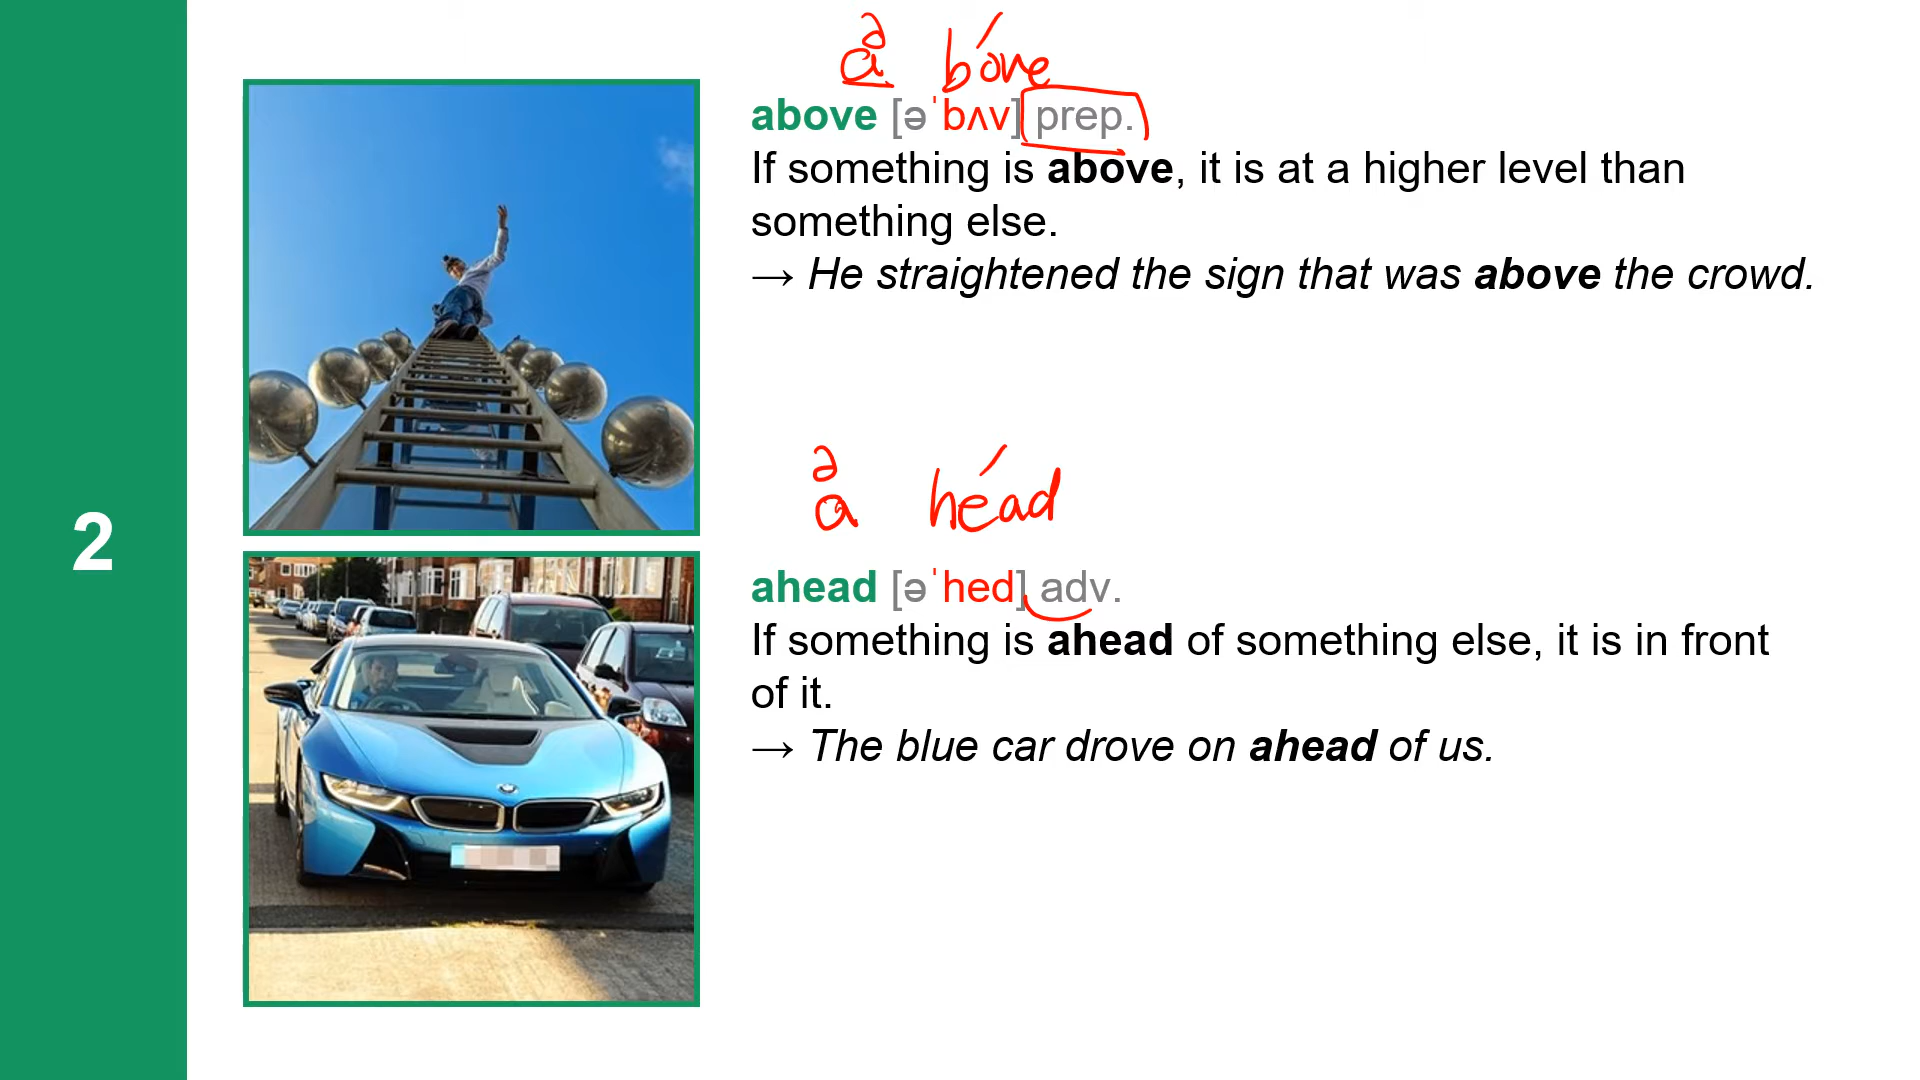 ə
a bóve
above [əˈbʌv] prep.
If something is above, it is at a higher level than
something else.
→ He straightened the sign that was above the crowd.
ə
a héad
2
ahead [əˈhed] adv.
If something is ahead of something else, it is in front
of it.
→ The blue car drove on ahead of us.